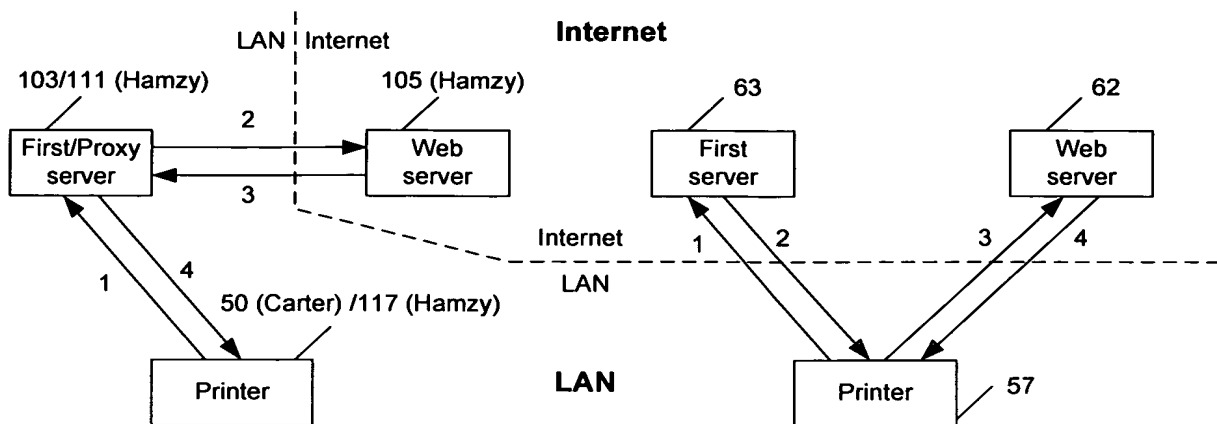 LAN Internet
Internet
103/111 (Hamzy)
105 (Hamzy)
63
62
2
First/Proxy
server
Web
server
First
server
Web
server
3
Internet
1
2
3
4
LAN
1
4
50 (Carter) /117 (Hamzy)
Printer
LAN
Printer
57